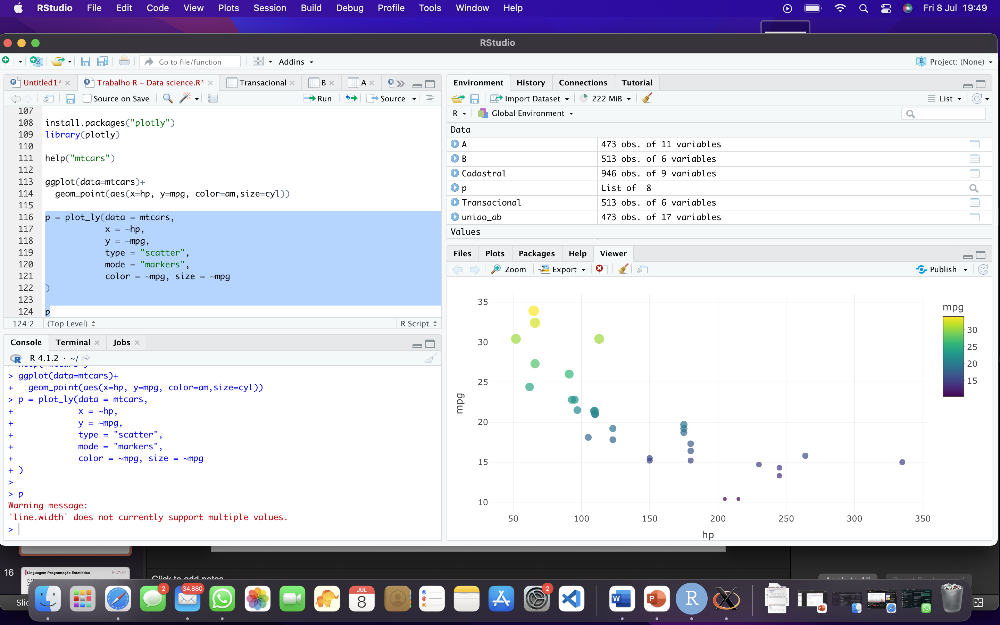 RStudio File Edit Code View Plots Session Build Debug Profile Tools Window Help Fri 8 Jul 19:49
RStudio
Go to file/function Addins Project: (None)
Untitled1* Trabalho R - Data science.R* Transacional B A
Source on Save Run Source
107
108 install.packages("plotly")
109 library(plotly)
110
111 help("mtcars")
112
113 ggplot(data=mtcars)+
114 geom_point(aes(x=hp, y=mpg, color=am,size=cyl))
115
116 p = plot_ly(data = mtcars,
117 x = ~hp,
118 y = ~mpg,
119 type = "scatter",
120 mode = "markers",
121 color = ~mpg, size = ~mpg
122 )
123
124 p
124:2 (Top Level) R Script
Console Terminal Jobs
R 4.1.2 · ~/
> help("mtcars")
> ggplot(data=mtcars)+
+ geom_point(aes(x=hp, y=mpg, color=am,size=cyl))
> p = plot_ly(data = mtcars,
+ x = ~hp,
+ y = ~mpg,
+ type = "scatter",
+ mode = "markers",
+ color = ~mpg, size = ~mpg
+ )
>
> p
Warning message:
`line.width` does not currently support multiple values.
>
Environment History Connections Tutorial
Import Dataset 222 MiB List
R Global Environment
Data
A 473 obs. of 11 variables
B 513 obs. of 6 variables
Cadastral 946 obs. of 9 variables
p List of 8
Transacional 513 obs. of 6 variables
uniao_ab 473 obs. of 17 variables
Values
Files Plots Packages Help Viewer
Zoom Export Publish
35
30
25
20
15
10
mpg
50 100 150 200 250 300 350
hp
mpg
30
25
20
15
16
Linguagem Programação Estatística FIAP
Click to add notes
Slid
2
34.880
JUL
8
2
W
P
R